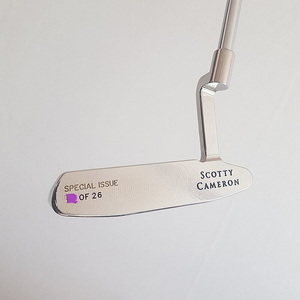 SPECIAL ISSUE
OF 26
SCOTTY
CAMERON